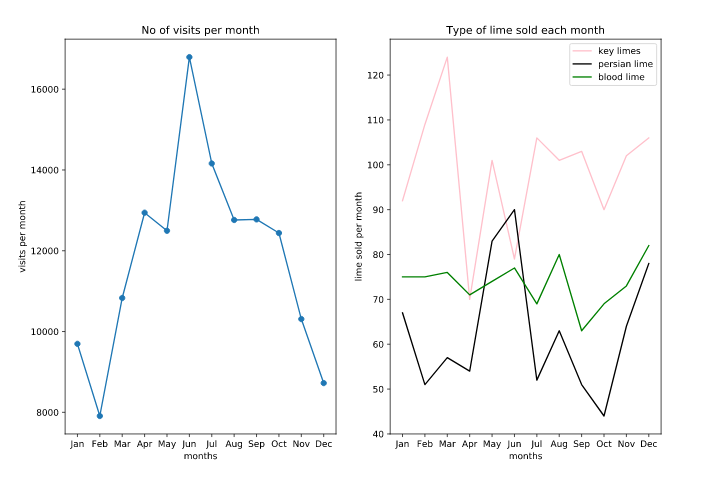 No of visits per month
visits per month
16000
14000
12000
10000
8000
Jan Feb Mar Apr May Jun Jul Aug Sep Oct Nov Dec
months
Type of lime sold each month
key limes
persian lime
blood lime
lime sold per month
120
110
100
90
80
70
60
50
40
Jan Feb Mar Apr May Jun Jul Aug Sep Oct Nov Dec
months